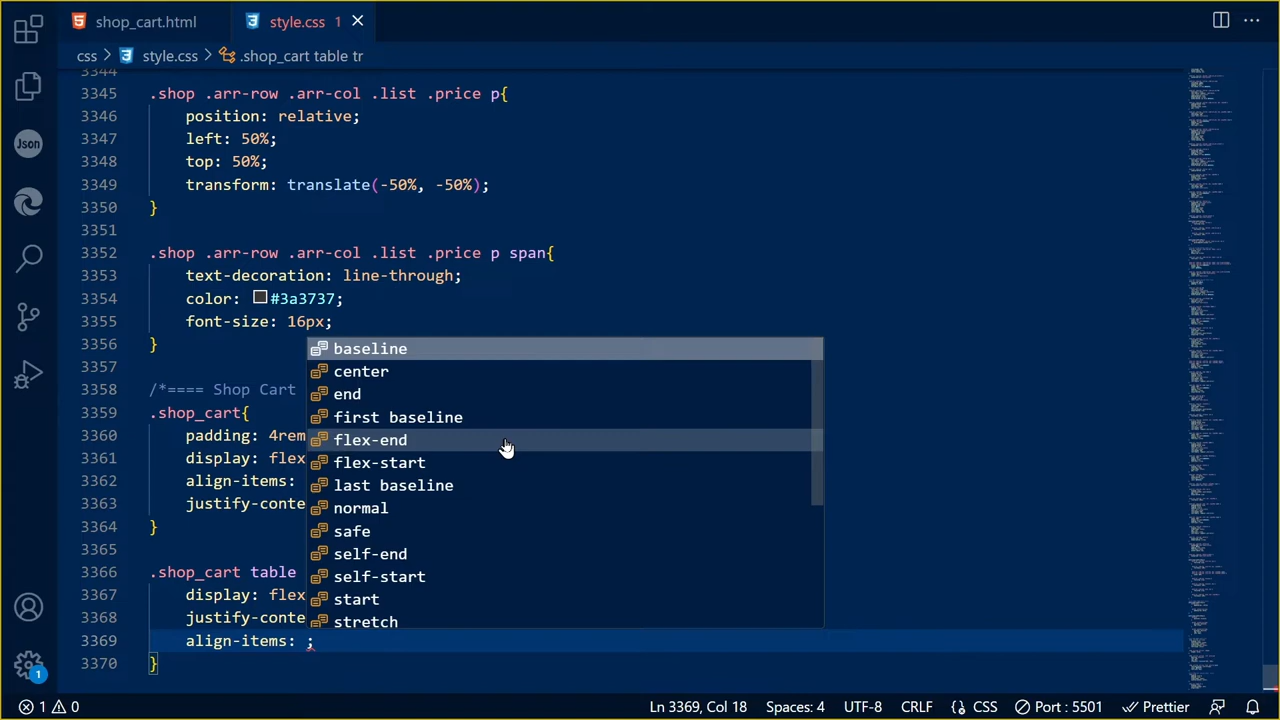 shop_cart.html
style.css 1
css > style.css > .shop_cart table tr
3344
3345 .shop .arr-row .arr-col .list .price p{
3346 position: relative;
3347 left: 50%;
3348 top: 50%;
3349 transform: translate(-50%, -50%);
3350 }
3351
3352 .shop .arr-row .arr-col .list .price p span{
3353 text-decoration: line-through;
3354 color: #3a3737;
3355 font-size: 16px;
3356 }
3357
3358 /*==== Shop Cart
3359 .shop_cart{
3360 padding: 4rem
3361 display: flex
3362 align-items:
3363 justify-conte
3364 }
3365
3366 .shop_cart table
3367 display: flex
3368 justify-conte
3369 align-items: ;
3370 }
baseline
center
end
first baseline
flex-end
flex-start
last baseline
normal
safe
self-end
self-start
start
stretch
Json
1
1 0
Ln 3369, Col 18
Spaces: 4
UTF-8
CRLF
CSS
Port : 5501
Prettier